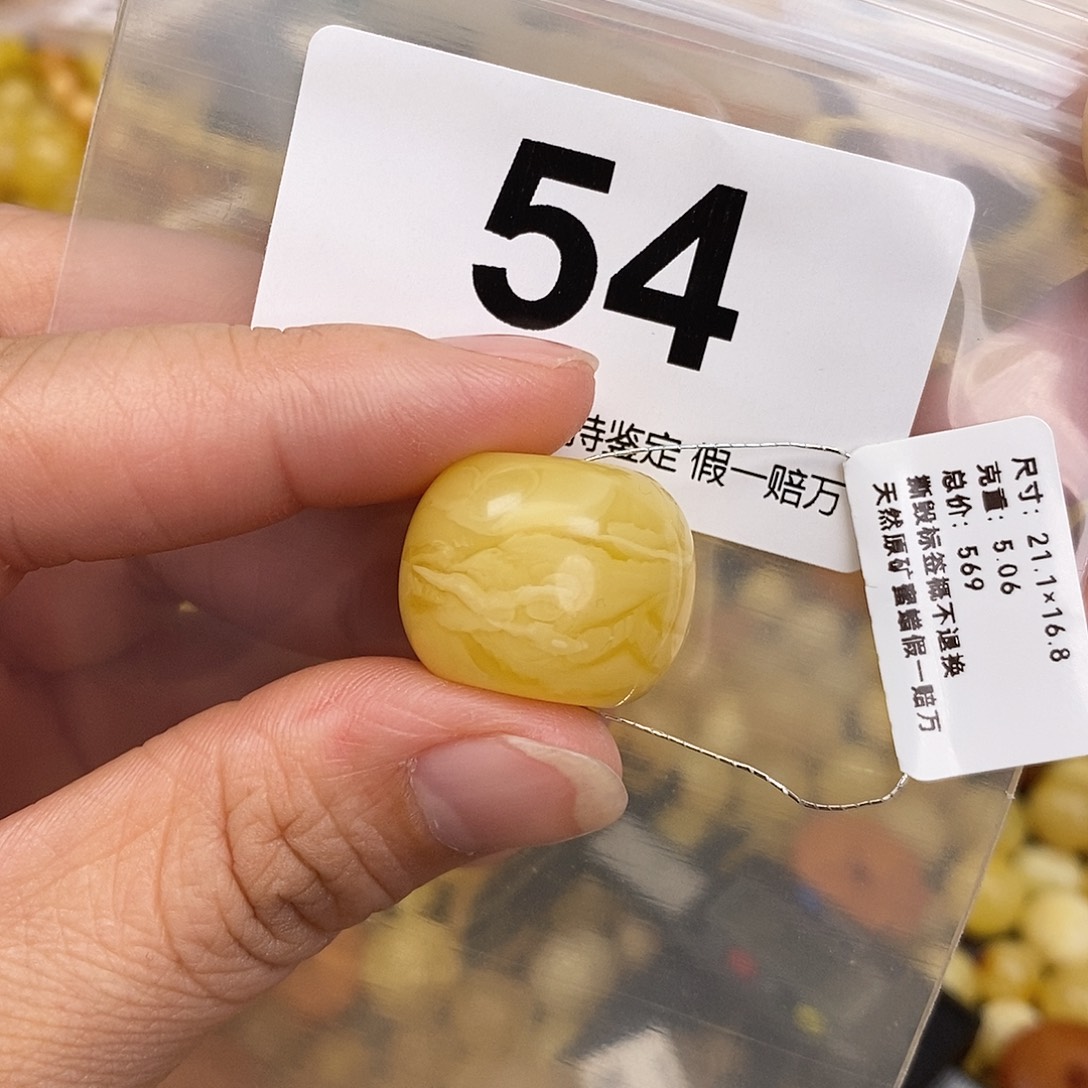 54
持鉴定 假一赔万
尺寸: 21.1×16.8
克重: 5.06
总价: 569
撕毁标签概不退换
天然原矿蜜蜡假一赔万